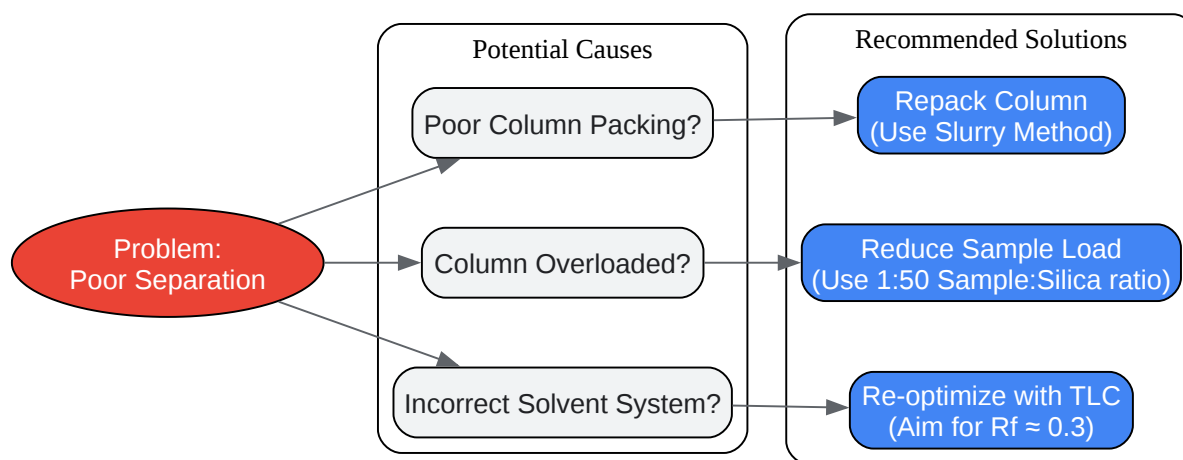 Potential Causes
Recommended Solutions
Poor Column Packing?
Repack Column
(Use Slurry Method)
Problem:
Poor Separation
Column Overloaded?
Reduce Sample Load
(Use 1:50 Sample:Silica ratio)
Incorrect Solvent System?
Re-optimize with TLC
(Aim for Rf ≈ 0.3)